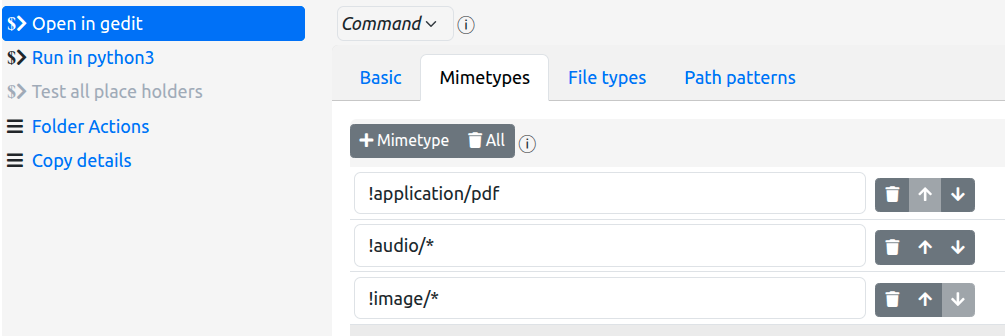 Open in gedit
Run in python3
Test all place holders
Folder Actions
Copy details
Command
Basic Mimetypes File types Path patterns
Mimetype All
!application/pdf
!audio/*
!image/*